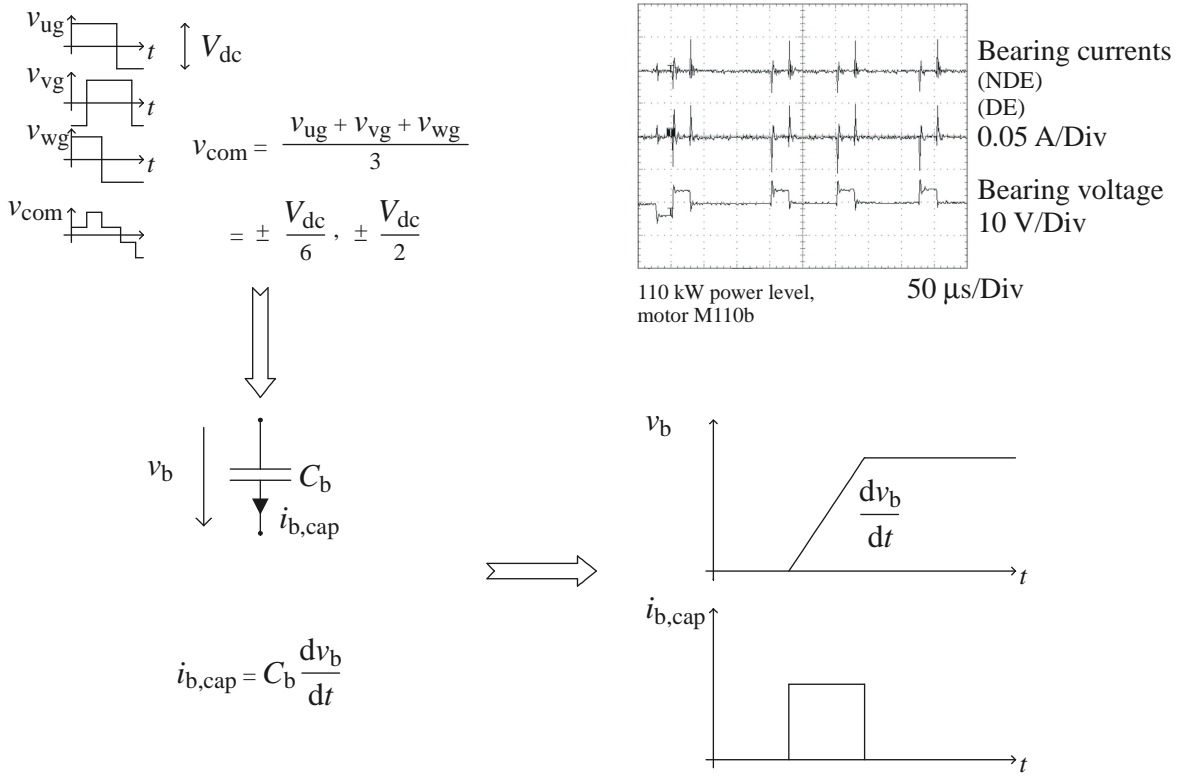 v_ug
t
V_dc
v_vg
t
v_wg
t
v_com = (v_ug + v_vg + v_wg) / 3
v_com
= ± V_dc / 6 , ± V_dc / 2
Bearing currents
(NDE)
(DE)
0.05 A/Div
Bearing voltage
10 V/Div
110 kW power level,
motor M110b
50 μs/Div
v_b
C_b
i_b,cap
i_b,cap = C_b dv_b / dt
v_b
dv_b / dt
t
i_b,cap
t